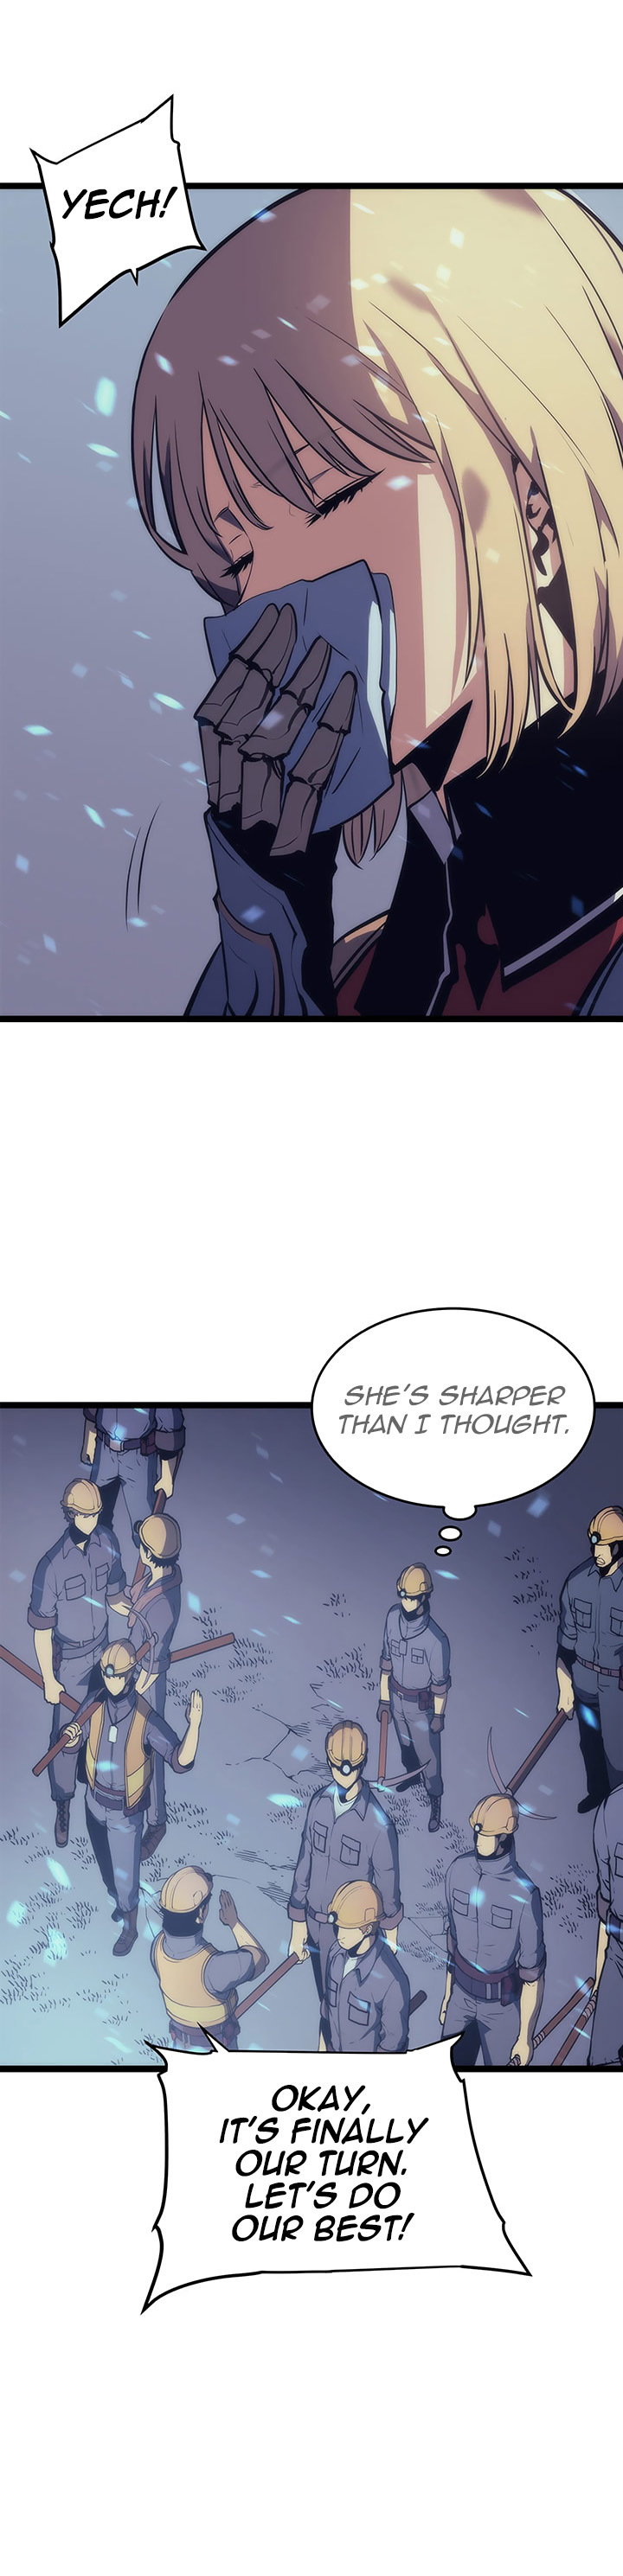 YECH!
SHE'S SHARPER
THAN I THOUGHT.
OKAY,
IT'S FINALLY
OUR TURN.
LET'S DO
OUR BEST!